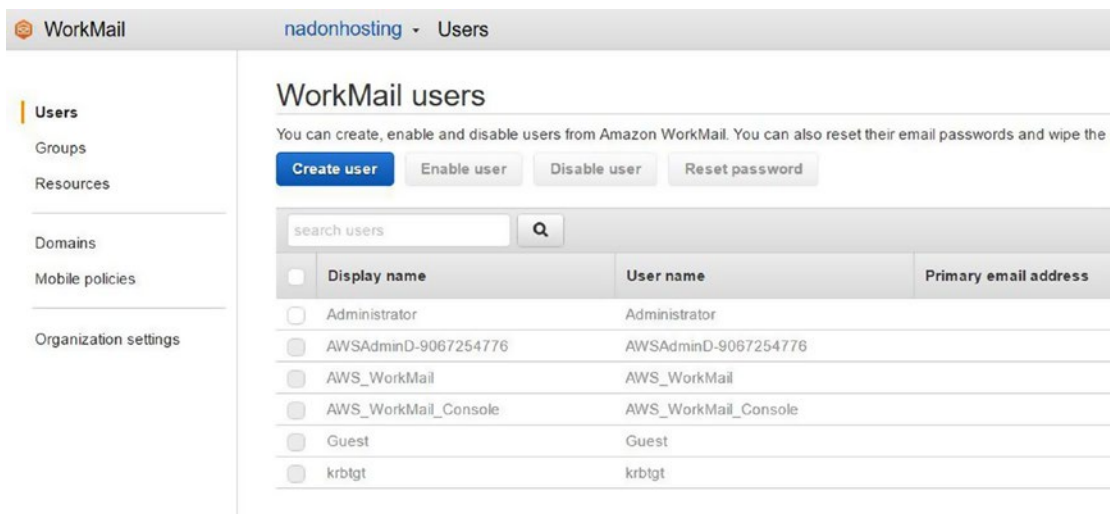 WorkMail
nadonhosting - Users
Users
Groups
Resources
Domains
Mobile policies
Organization settings
WorkMail users
You can create, enable and disable users from Amazon WorkMail. You can also reset their email passwords and wipe the
Create user Enable user Disable user Reset password
search users
Display name User name Primary email address
Administrator Administrator
AWSAdminD-9067254776 AWSAdminD-9067254776
AWS_WorkMail AWS_WorkMail
AWS_WorkMail_Console AWS_WorkMail_Console
Guest Guest
krbtgt krbtgt